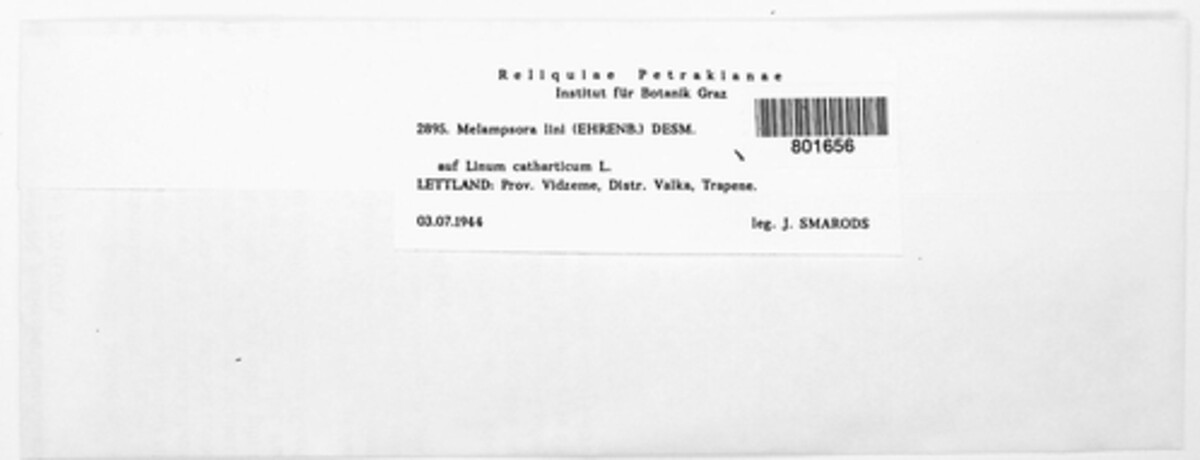 Reliquiae Petrakianae
Institut für Botanik Graz
2895. Melampsora lini (EHRENB.) DESM.
801656
auf Linum catharticum L.
LETTLAND: Prov. Vidzeme, Distr. Valka, Trapene.
03.07.1944
leg. J. SMARODS